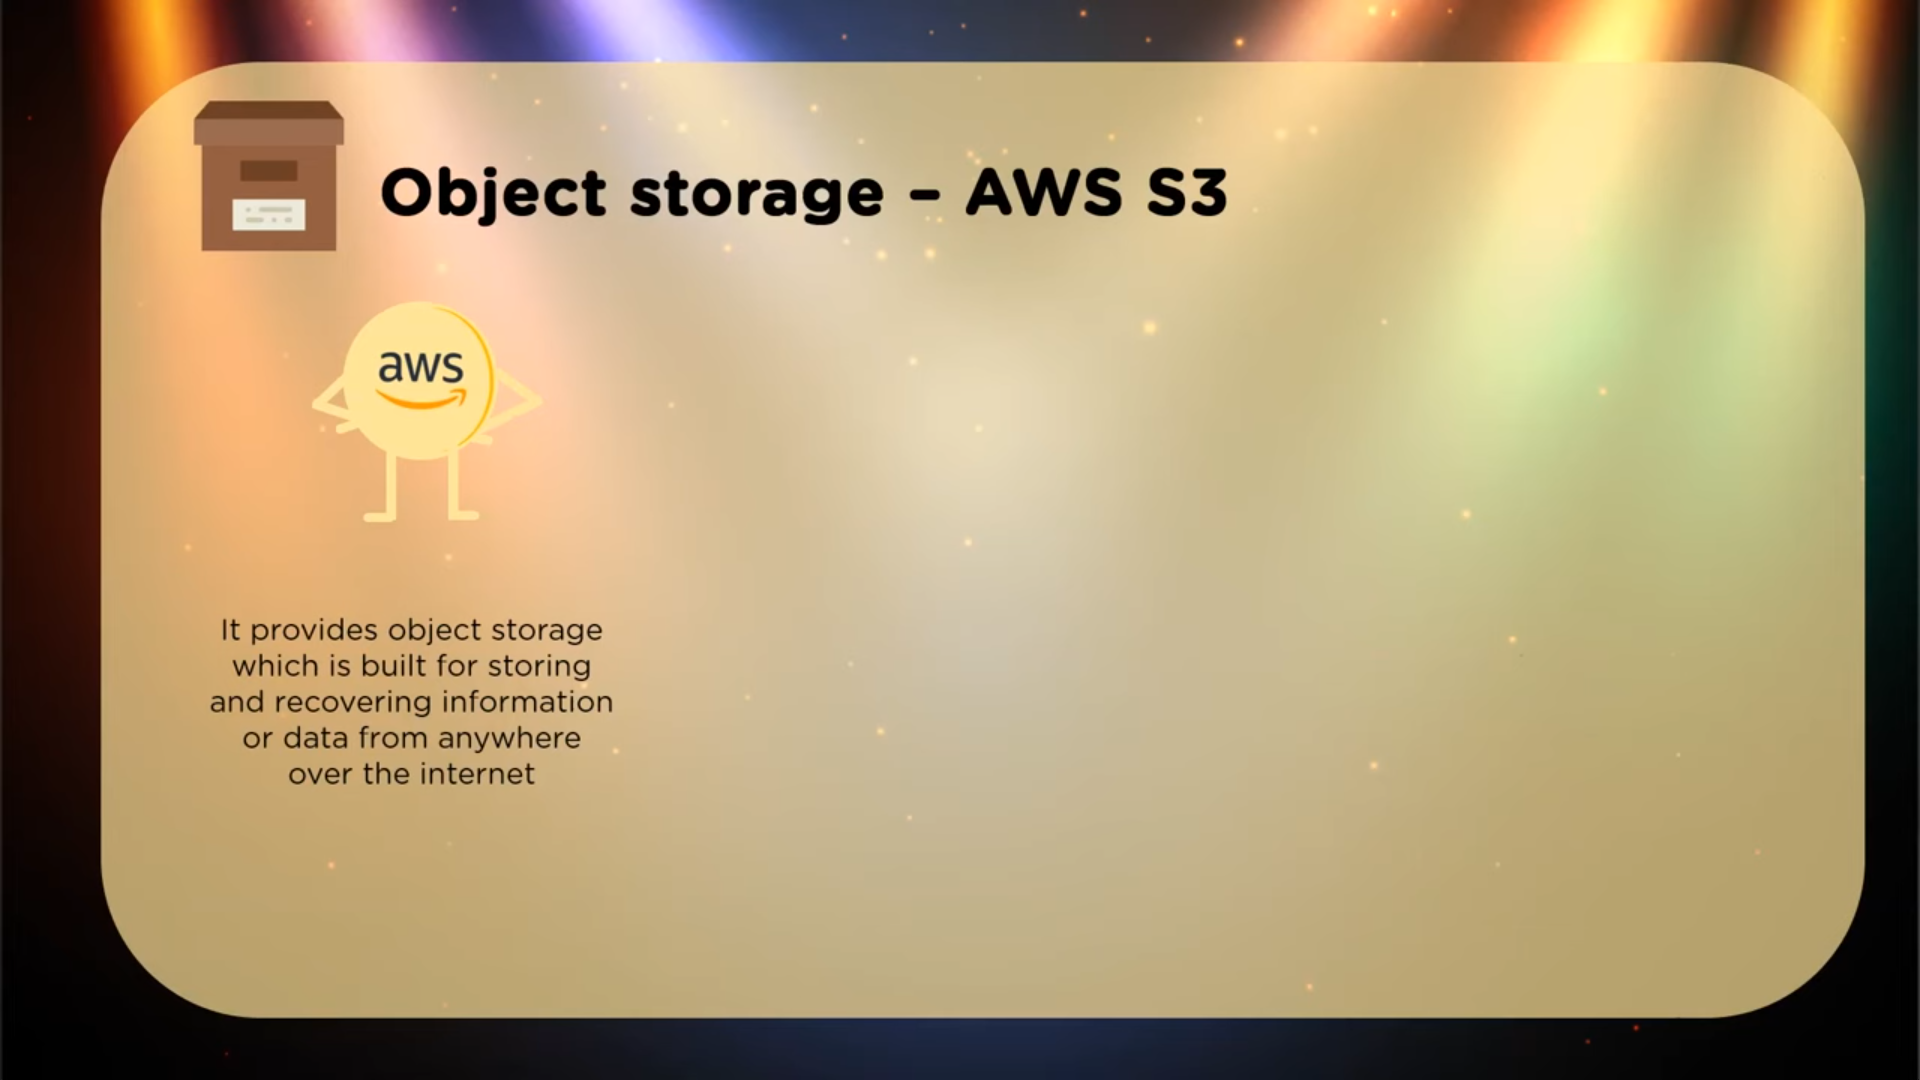 Object storage – AWS S3
aws
It provides object storage
which is built for storing
and recovering information
or data from anywhere
over the internet